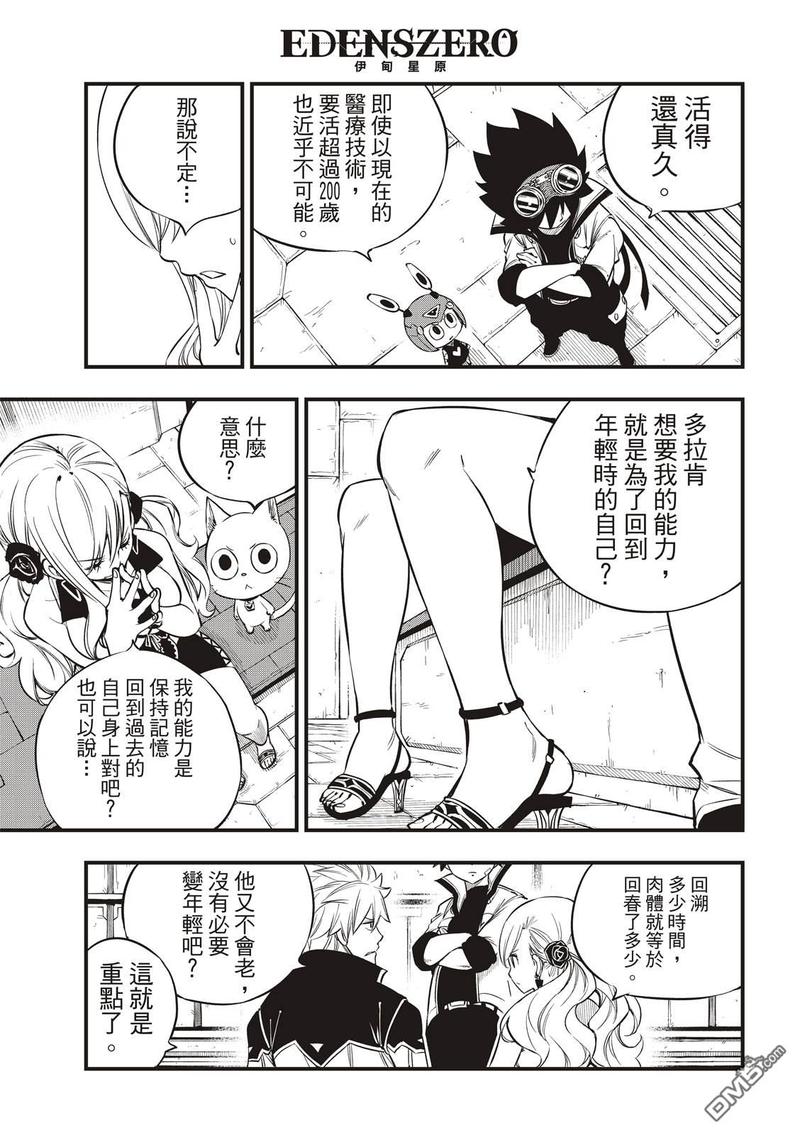 EDENSZERO
伊甸星原
活得
還真久。
即使以現在的
醫療技術，
要活超過200歲
也近乎不可能。
那說不定…
多拉肯
想要我的能力，
就是為了回到
年輕時的自己？
什麼
意思？
我的能力是
保持記憶
回到過去的
自己身上對吧？
也可以說…
回溯
多少時間，
肉體就等於
回春了多少。
他又不會老，
沒有必要
變年輕吧？
這就是
重點了。
DM5.com